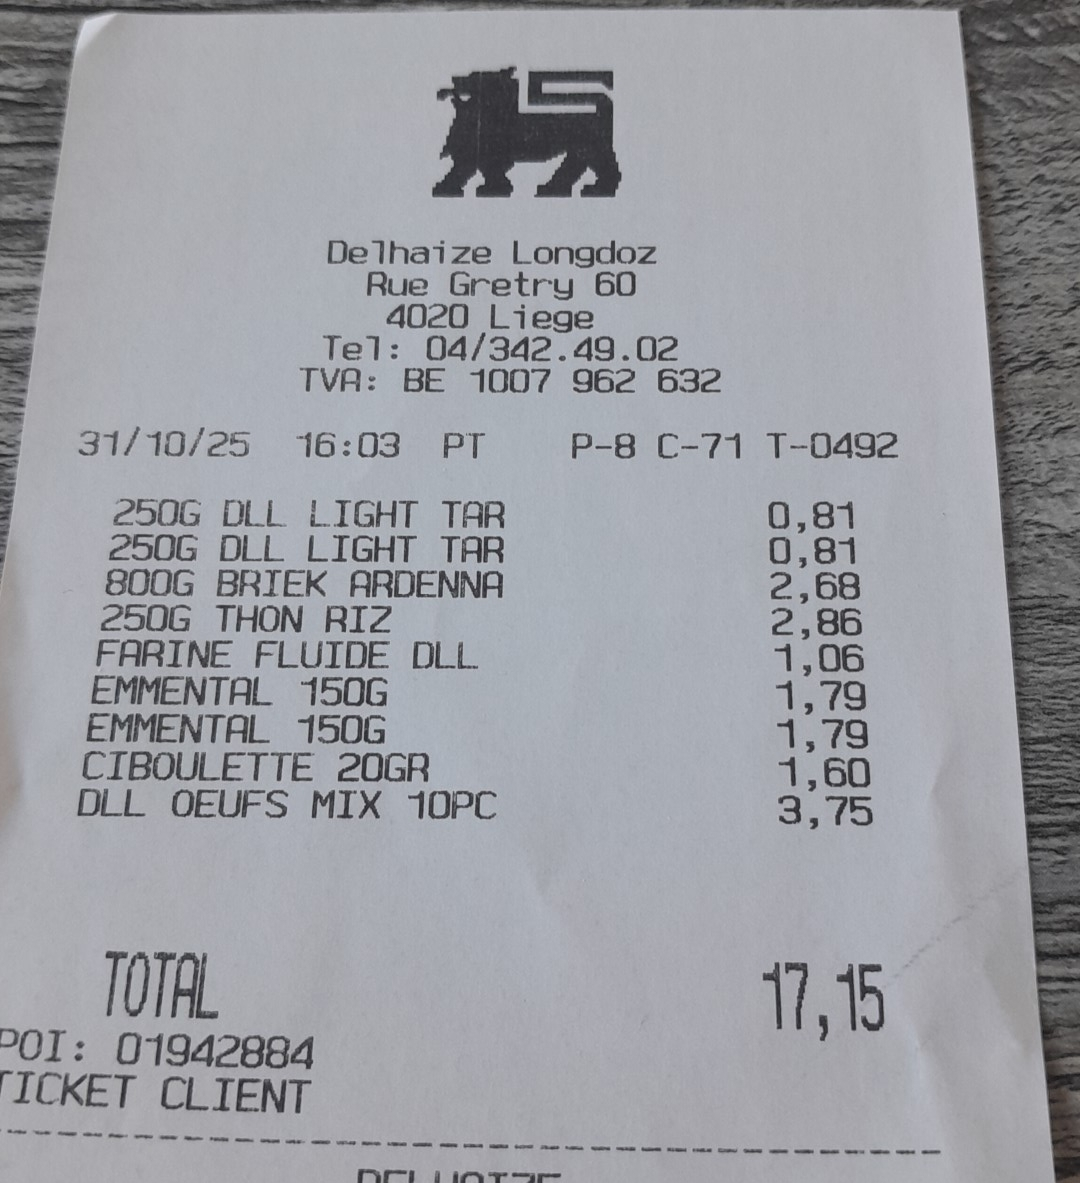 Delhaize Longdoz
Rue Gretry 60
4020 Liege
Tel: 04/342.49.02
TVA: BE 1007 962 632
31/10/25 16:03 PT P-8 C-71 T-0492
250G DLL LIGHT TAR 0,81
250G DLL LIGHT TAR 0,81
800G BRIEK ARDENNA 2,68
250G THON RIZ 2,86
FARINE FLUIDE DLL 1,06
EMMENTAL 150G 1,79
EMMENTAL 150G 1,79
CIBOULETTE 20GR 1,60
DLL OEUFS MIX 10PC 3,75
TOTAL 17,15
POI: 01942884
TICKET CLIENT
DELHAIZE